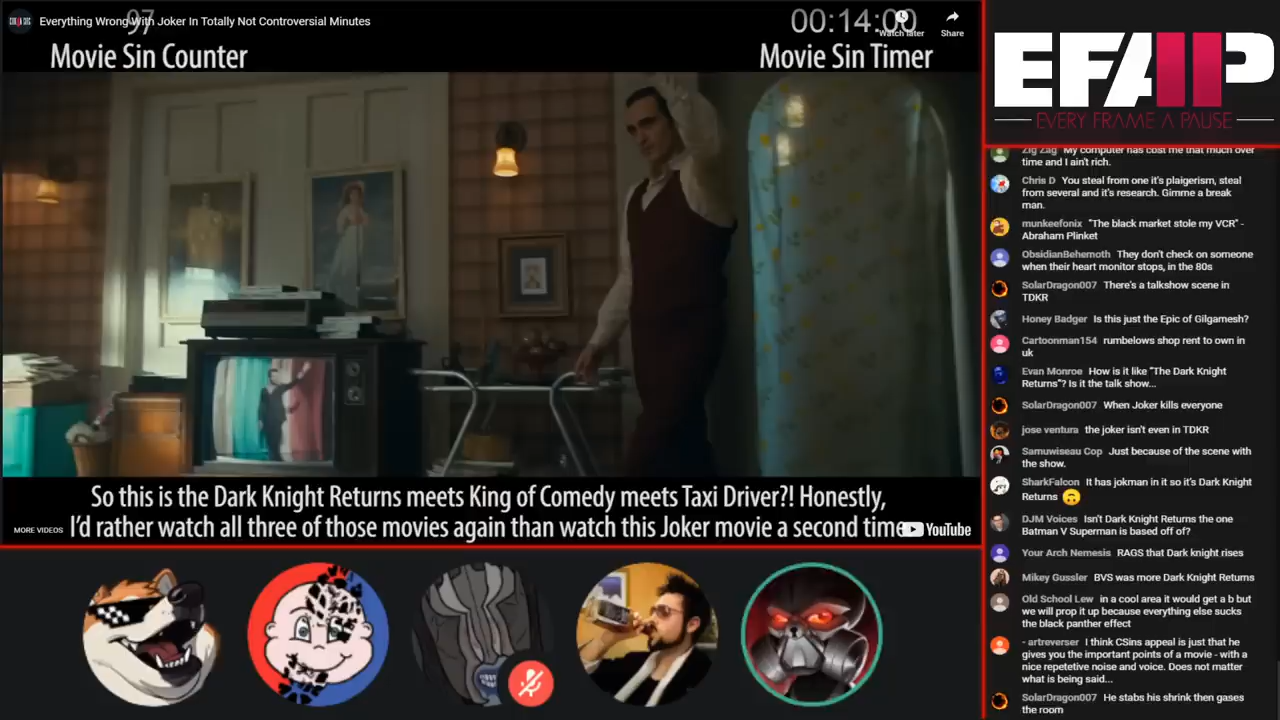 Everything Wrong With Joker In Totally Not Controversial Minutes
97
Movie Sin Counter
00:14:00
Watch later
Share
Movie Sin Timer
So this is the Dark Knight Returns meets King of Comedy meets Taxi Driver?! Honestly,
I'd rather watch all three of those movies again than watch this Joker movie a second time
MORE VIDEOS
YouTube
EFAP
EVERY FRAME A PAUSE
Zig Zag My computer has cost me that much over
time and I ain't rich.
Chris D You steal from one it's plaigerism, steal
from several and it's research. Gimme a break
man.
munkeefonix "The black market stole my VCR" -
Abraham Plinket
ObsidianBehemoth They don't check on someone
when their heart monitor stops, in the 80s
SolarDragon007 There's a talkshow scene in
TDKR
Honey Badger Is this just the Epic of Gilgamesh?
Cartoonman154 rumbelows shop rent to own in
uk
Evan Monroe How is it like "The Dark Knight
Returns"? Is it the talk show...
SolarDragon007 When Joker kills everyone
jose ventura the joker isn't even in TDKR
Samuwiseau Cop Just because of the scene with
the show.
SharkFalcon It has jokman in it so it's Dark Knight
Returns 🙃
DJM Voices Isn't Dark Knight Returns the one
Batman V Superman is based off of?
Your Arch Nemesis RAGS that Dark knight rises
Mikey Gussler BVS was more Dark Knight Returns
Old School Lew in a cool area it would get a b but
we will prop it up because everything else sucks
the black panther effect
- artreverser I think CSins appeal is just that he
gives you the important points of a movie - with a
nice repetetive noise and voice. Does not matter
what is being said...
SolarDragon007 He stabs his shrink then gases
the room